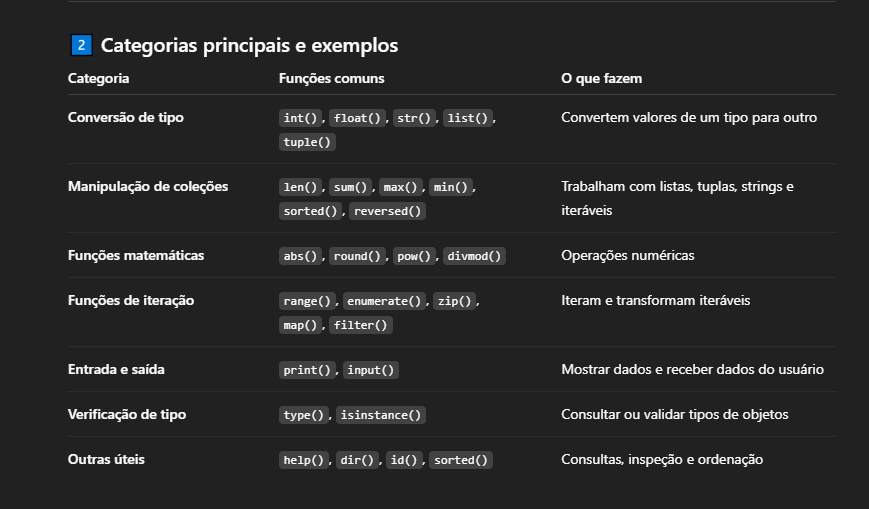 2 Categorias principais e exemplos
Categoria Funções comuns O que fazem
Conversão de tipo int(), float(), str(), list(), Convertem valores de um tipo para outro
tuple()
Manipulação de coleções len(), sum(), max(), min(), Trabalham com listas, tuplas, strings e
sorted(), reversed() iteráveis
Funções matemáticas abs(), round(), pow(), divmod() Operações numéricas
Funções de iteração range(), enumerate(), zip(), Iteram e transformam iteráveis
map(), filter()
Entrada e saída print(), input() Mostrar dados e receber dados do usuário
Verificação de tipo type(), isinstance() Consultar ou validar tipos de objetos
Outras úteis help(), dir(), id(), sorted() Consultas, inspeção e ordenação